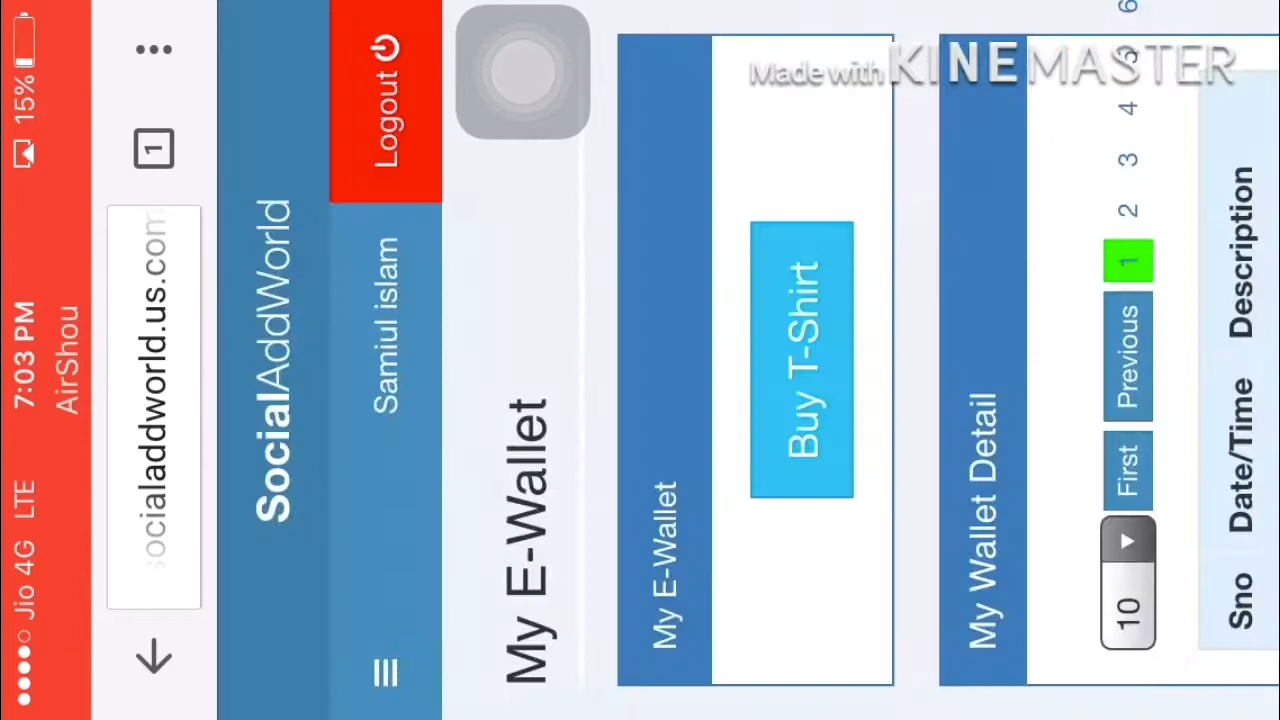 Jio 4G LTE 7:03 PM 15%
AirShou
socialaddworld.us.com
1
SocialAddWorld
Samiul islam Logout
My E-Wallet
My E-Wallet
Buy T-Shirt
My Wallet Detail
10 First Previous 1 2 3 4 5 6
Sno Date/Time Description
Made with KINEMASTER